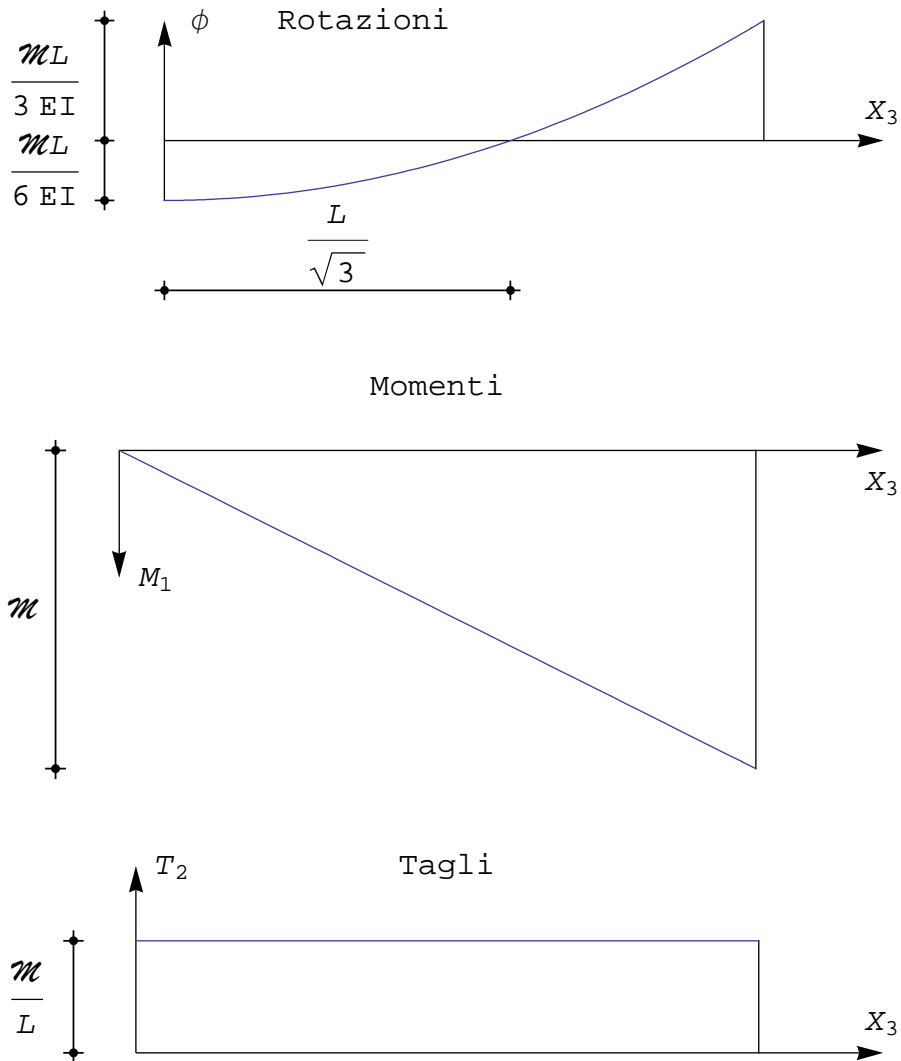 ϕ Rotazioni
ℳL
3 EI
X₃
ℳL
6 EI
L
√3
Momenti
X₃
M₁
ℳ
T₂ Tagli
ℳ
L
X₃